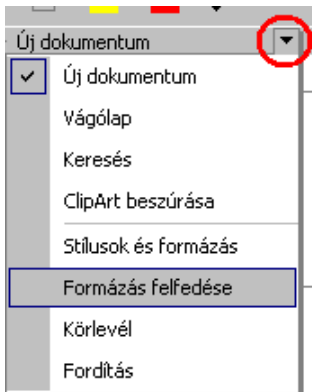 Új dokumentum
Új dokumentum
Vágólap
Keresés
ClipArt beszúrása
Stílusok és formázás
Formázás felfedése
Körlevél
Fordítás